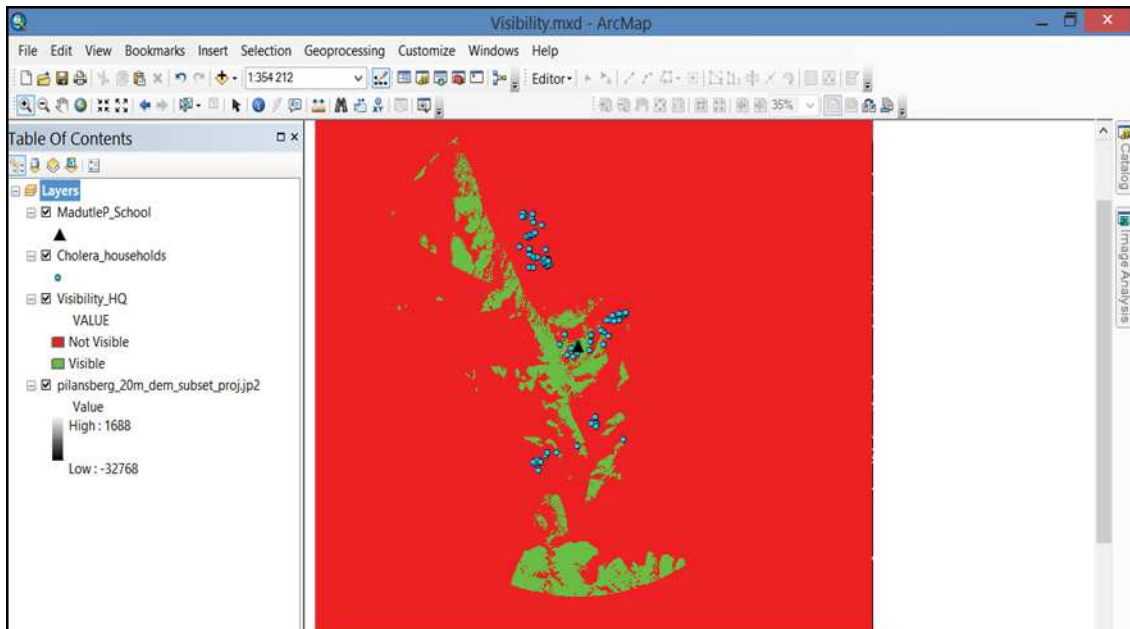 Visibility.mxd - ArcMap
File Edit View Bookmarks Insert Selection Geoprocessing Customize Windows Help
1:354 212
Editor
35%
Table Of Contents
Layers
MadutleP_School
Cholera_households
Visibility_HQ
VALUE
Not Visible
Visible
pilansberg_20m_dem_subset_proj.jp2
Value
High : 1688
Low : -32768
Catalog
Image Analysis